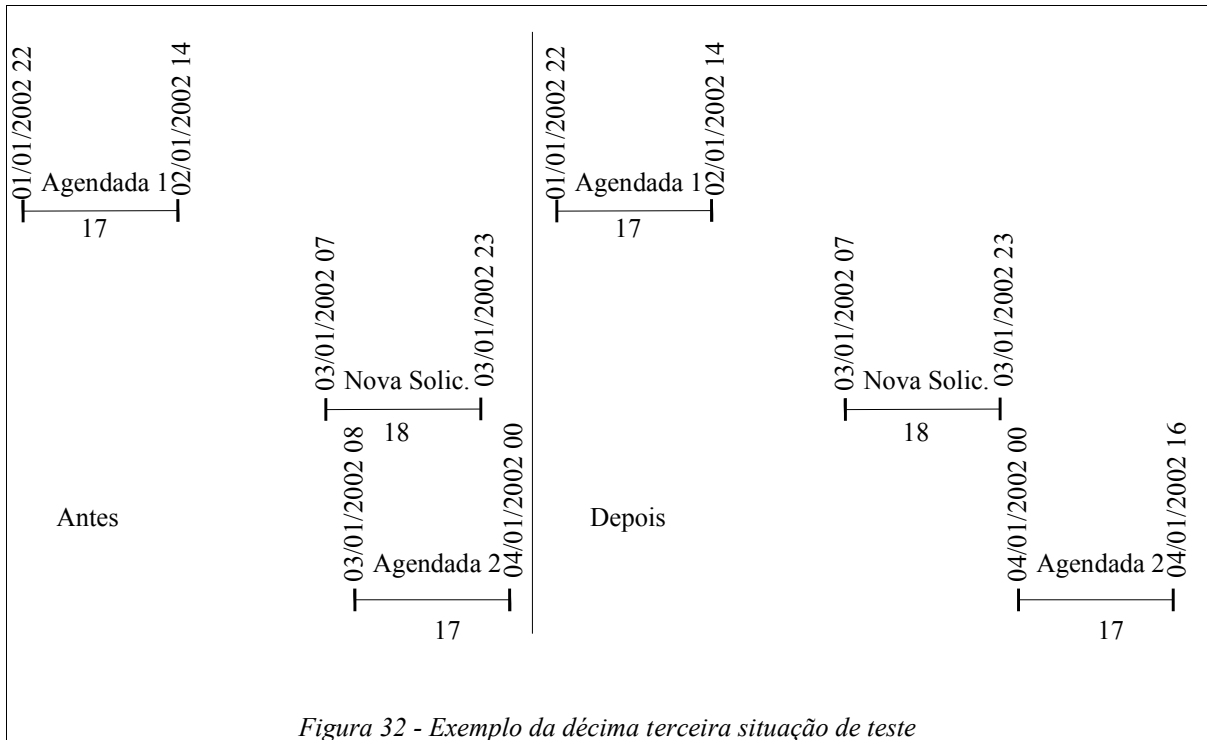 01/01/2002 22
02/01/2002 14
Agendada 1
17
03/01/2002 07
03/01/2002 23
Nova Solic.
18
03/01/2002 08
04/01/2002 00
Antes
Agendada 2
17
01/01/2002 22
02/01/2002 14
Agendada 1
17
03/01/2002 07
03/01/2002 23
Nova Solic.
18
04/01/2002 00
04/01/2002 16
Depois
Agendada 2
17
Figura 32 - Exemplo da décima terceira situação de teste